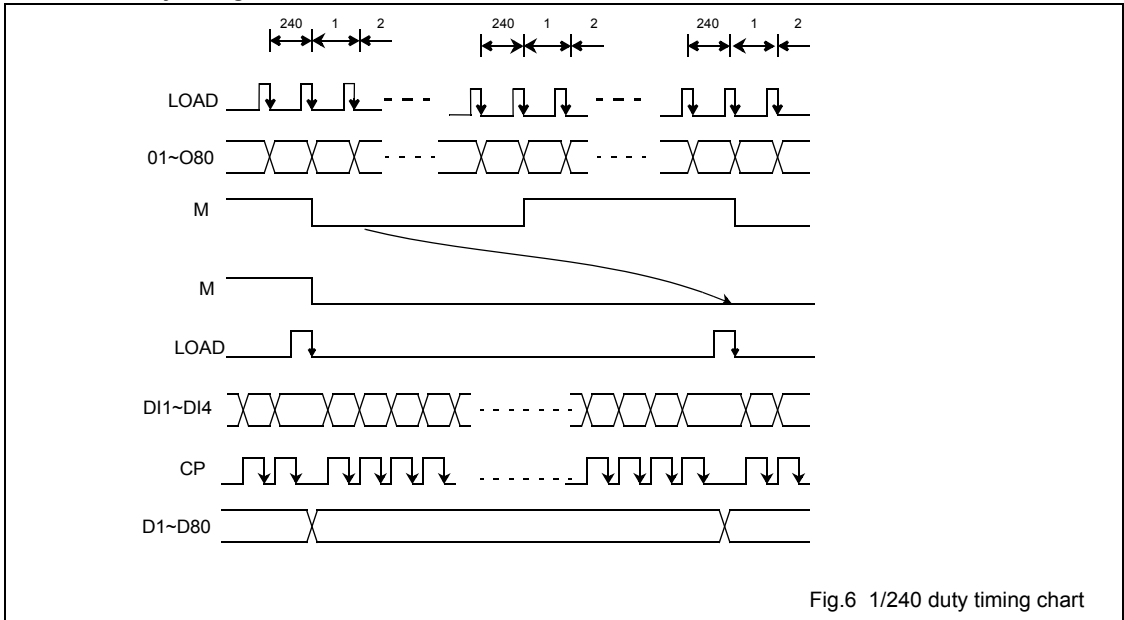 240 1 2 240 1 2 240 1 2
LOAD
01~O80
M
M
LOAD
DI1~DI4
CP
D1~D80
Fig.6 1/240 duty timing chart